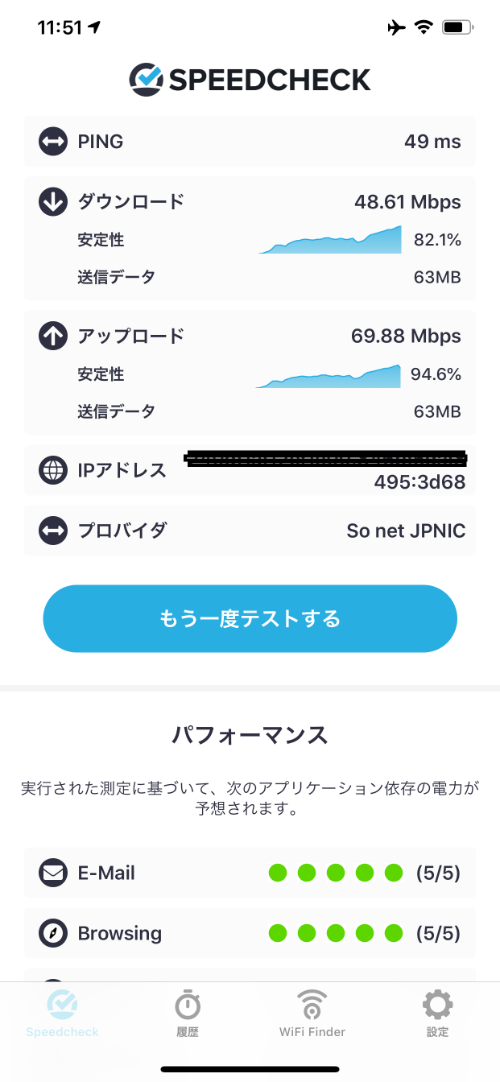 11:51
SPEEDCHECK
PING 49 ms
ダウンロード 48.61 Mbps
安定性 82.1%
送信データ 63MB
アップロード 69.88 Mbps
安定性 94.6%
送信データ 63MB
IPアドレス
495:3d68
プロバイダ So net JPNIC
もう一度テストする
パフォーマンス
実行された測定に基づいて、次のアプリケーション依存の電力が
予想されます。
E-Mail (5/5)
Browsing (5/5)
Speedcheck 履歴 WiFi Finder 設定